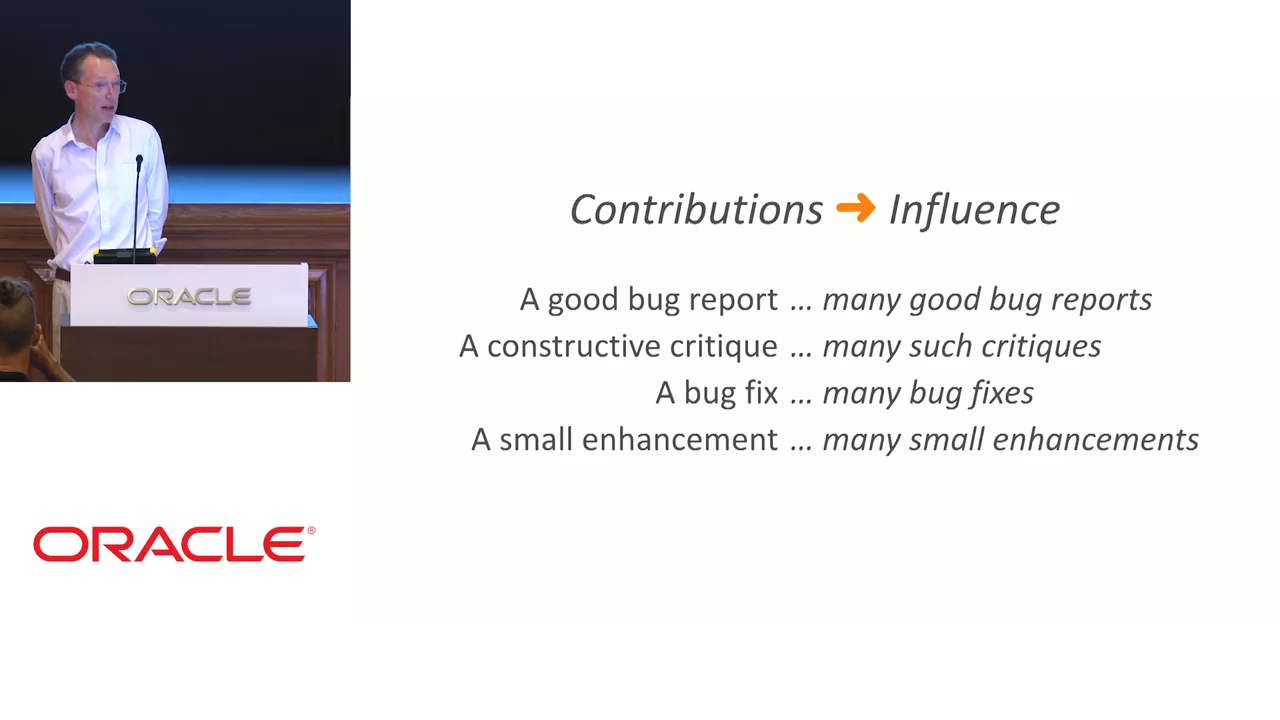 Contributions ➜ Influence
A good bug report … many good bug reports
A constructive critique … many such critiques
A bug fix … many bug fixes
A small enhancement … many small enhancements
ORACLE
ORACLE®